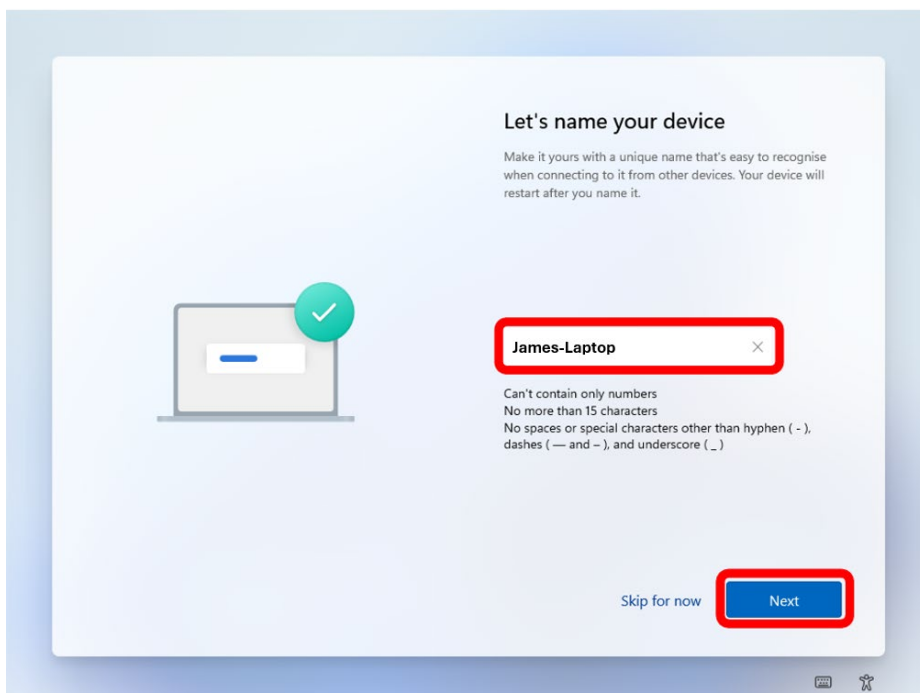 Let's name your device
Make it yours with a unique name that's easy to recognise
when connecting to it from other devices. Your device will
restart after you name it.
James-Laptop
Can't contain only numbers
No more than 15 characters
No spaces or special characters other than hyphen ( - ),
dashes ( — and – ), and underscore ( _ )
Skip for now
Next